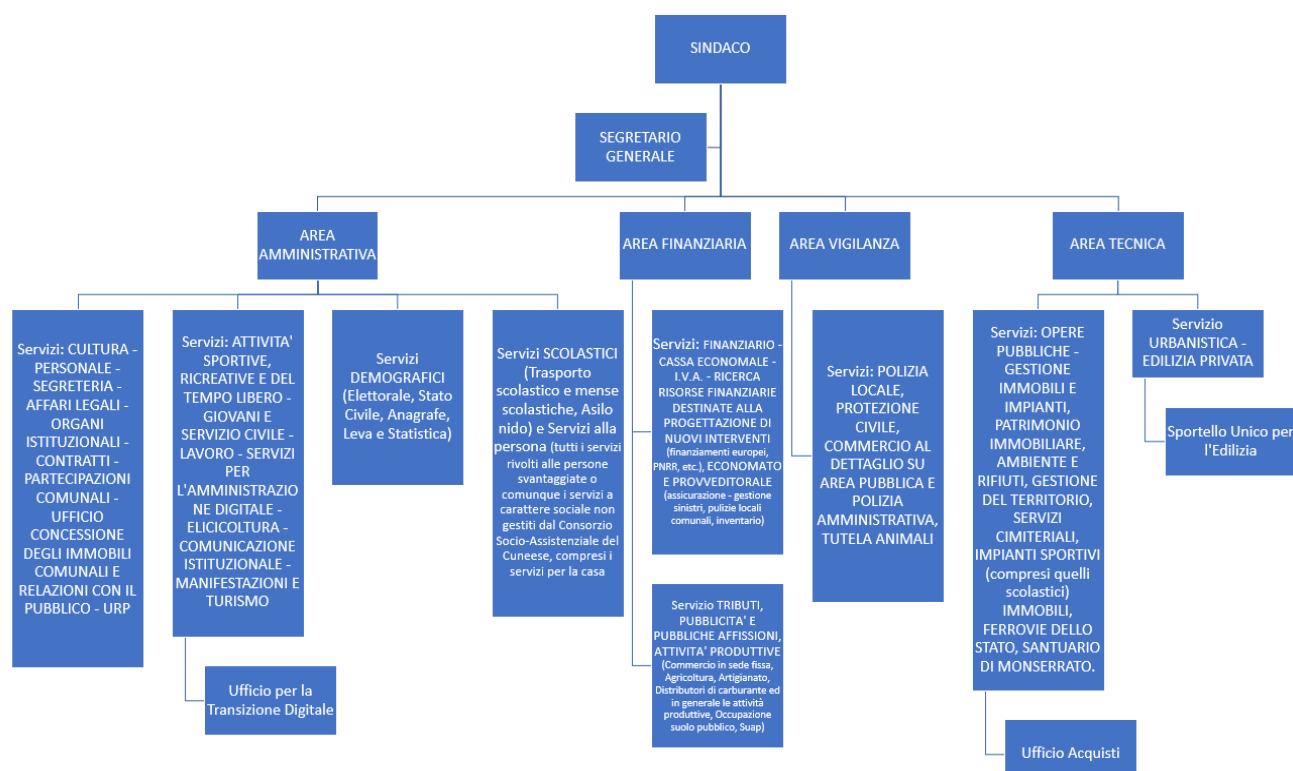 SINDACO
SEGRETARIO
GENERALE
AREA
AMMINISTRATIVA
AREA FINANZIARIA
AREA VIGILANZA
AREA TECNICA
Servizi: CULTURA -
PERSONALE -
SEGRETERIA -
AFFARI LEGALI -
ORGANI
ISTITUZIONALI -
CONTRATTI -
PARTECIPAZIONI
COMUNALI -
UFFICIO
CONCESSIONE
DEGLI IMMOBILI
COMUNALI E
RELAZIONI CON IL
PUBBLICO - URP
Servizi: ATTIVITA'
SPORTIVE,
RICREATIVE E DEL
TEMPO LIBERO -
GIOVANI E
SERVIZIO CIVILE -
LAVORO - SERVIZI
PER
L'AMMINISTRAZIO
NE DIGITALE -
ELICICOLTURA -
COMUNICAZIONE
ISTITUZIONALE -
MANIFESTAZIONI E
TURISMO
Ufficio per la
Transizione Digitale
Servizi
DEMOGRAFICI
(Elettorale, Stato
Civile, Anagrafe,
Leva e Statistica)
Servizi SCOLASTICI
(Trasporto
scolastico e mense
scolastiche, Asilo
nido) e Servizi alla
persona (tutti i servizi
rivolti alle persone
svantaggiate o
comunque i servizi a
carattere sociale non
gestiti dal Consorzio
Socio-Assistenziale del
Cuneese, compresi i
servizi per la casa
Servizi: FINANZIARIO -
CASSA ECONOMALE -
I.V.A. - RICERCA
RISORSE FINANZIARIE
DESTINATE ALLA
PROGETTAZIONE DI
NUOVI INTERVENTI
(finanziamenti europei,
PNRR, etc.), ECONOMATO
E PROVVEDITORALE
(assicurazione - gestione
sinistri, pulizie locali
comunali, inventario)
Servizio TRIBUTI,
PUBBLICITA' E
PUBBLICHE AFFISSIONI,
ATTIVITA' PRODUTTIVE
(Commercio in sede fissa,
Agricoltura, Artigianato,
Distributori di carburante ed
in generale le attività
produttive, Occupazione
suolo pubblico, Suap)
Servizi: POLIZIA
LOCALE,
PROTEZIONE
CIVILE,
COMMERCIO AL
DETTAGLIO SU
AREA PUBBLICA E
POLIZIA
AMMINISTRATIVA,
TUTELA ANIMALI
Servizi: OPERE
PUBBLICHE -
GESTIONE
IMMOBILI E
IMPIANTI,
PATRIMONIO
IMMOBILIARE,
AMBIENTE E
RIFIUTI, GESTIONE
DEL TERRITORIO,
SERVIZI
CIMITERIALI,
IMPIANTI SPORTIVI
(compresi quelli
scolastici)
IMMOBILI,
FERROVIE DELLO
STATO, SANTUARIO
DI MONSERRATO.
Ufficio Acquisti
Servizio
URBANISTICA -
EDILIZIA PRIVATA
Sportello Unico per
l'Edilizia